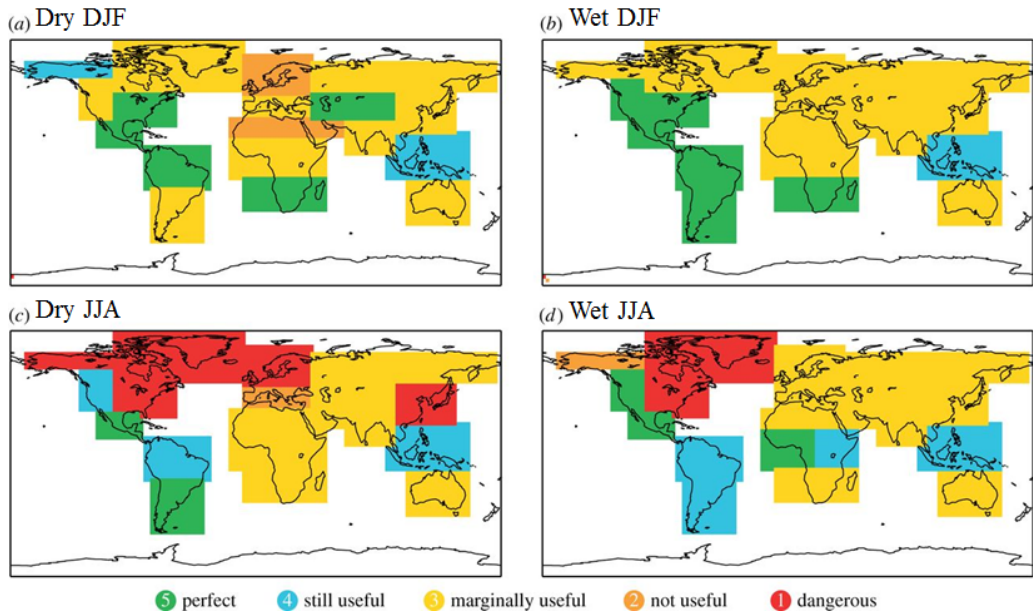 (a) Dry DJF
(b) Wet DJF
(c) Dry JJA
(d) Wet JJA
5 perfect 4 still useful 3 marginally useful 2 not useful 1 dangerous